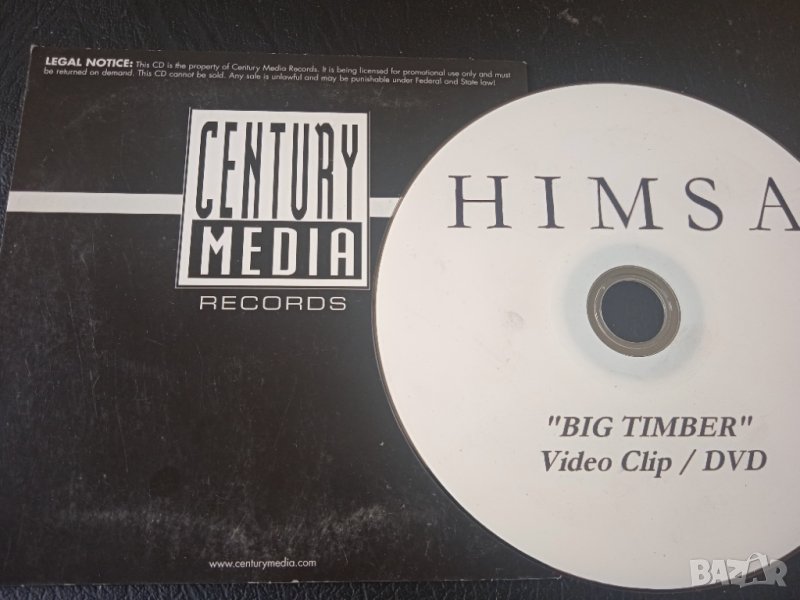 LEGAL NOTICE: This CD is the property of Century Media Records. It is being licensed for promotional use only and must
be returned on demand. This CD cannot be sold. Any sale is unlawful and may be punishable under Federal and State law!
CENTURY
MEDIA
RECORDS
www.centurymedia.com
HIMSA
"BIG TIMBER"
Video Clip / DVD
BAZAR